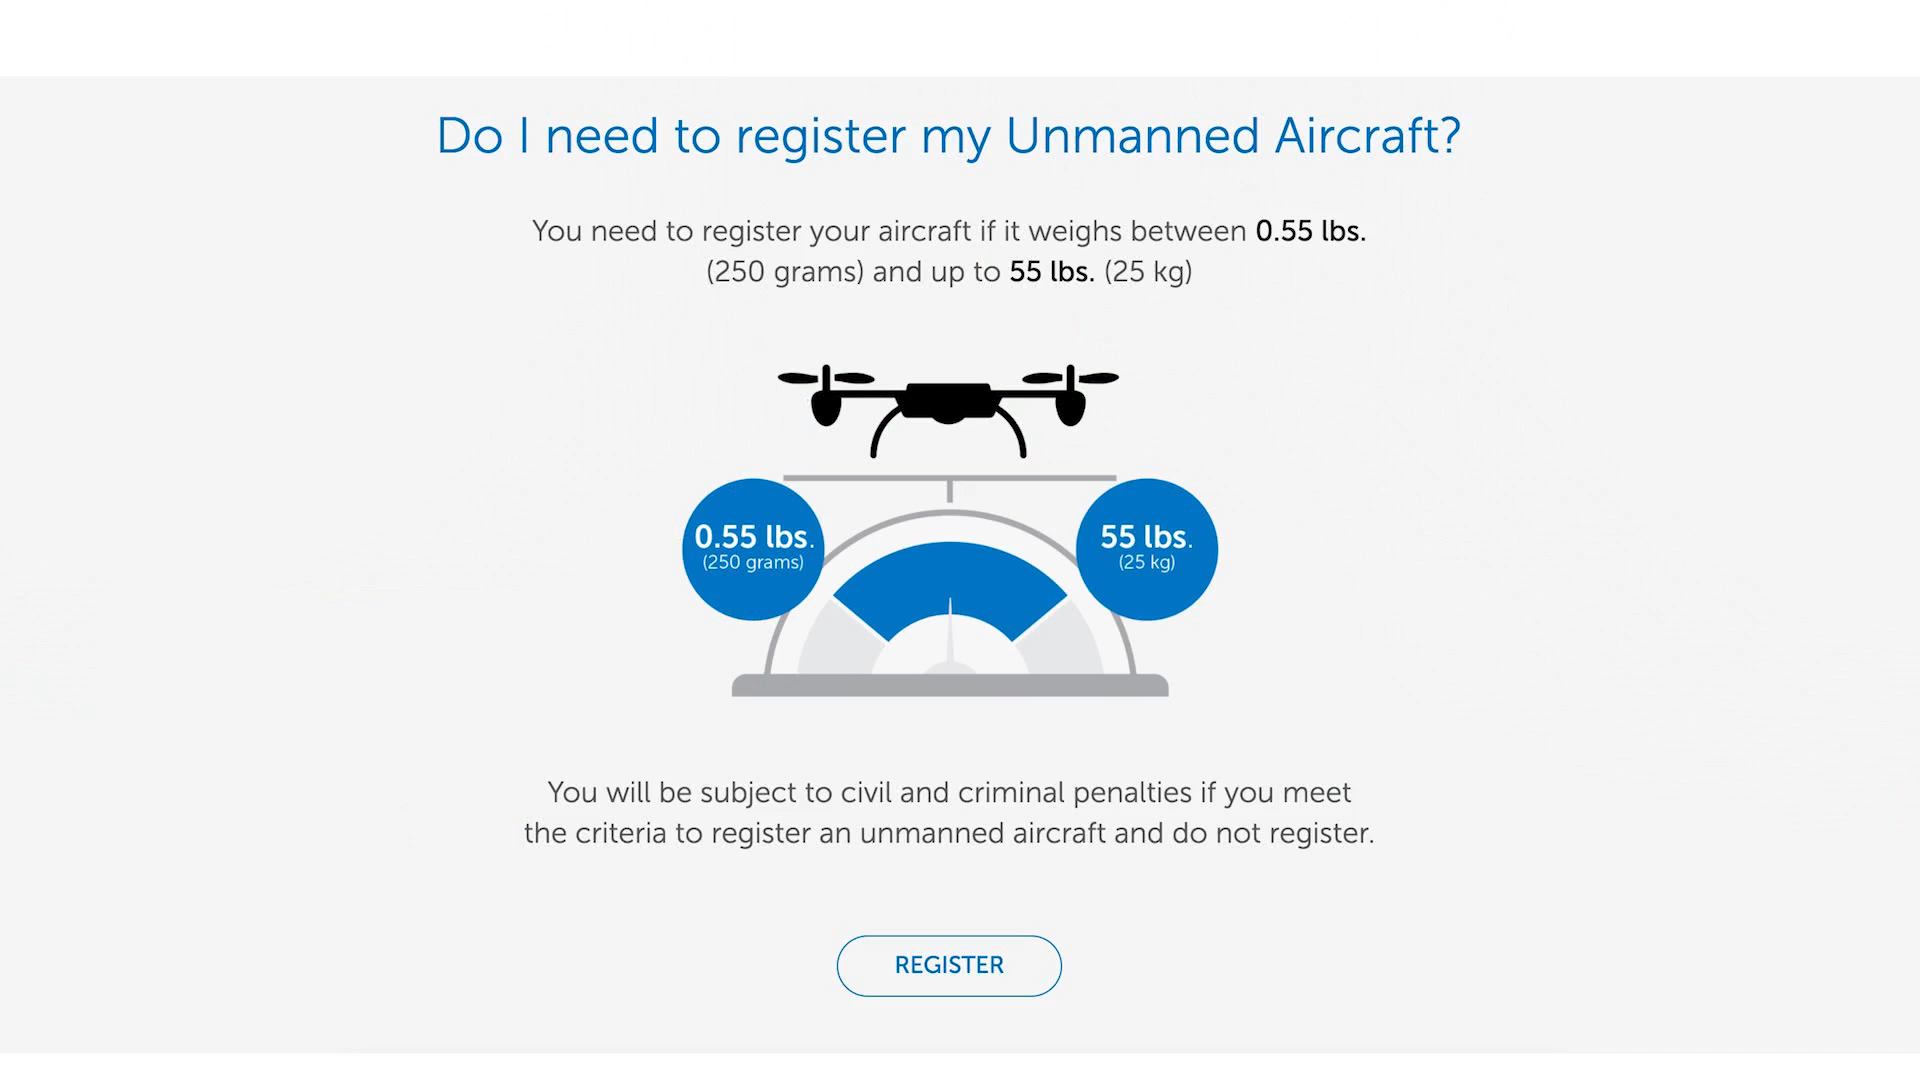 Do I need to register my Unmanned Aircraft?
You need to register your aircraft if it weighs between 0.55 lbs.
(250 grams) and up to 55 lbs. (25 kg)
0.55 lbs.
(250 grams)
55 lbs.
(25 kg)
You will be subject to civil and criminal penalties if you meet
the criteria to register an unmanned aircraft and do not register.
REGISTER